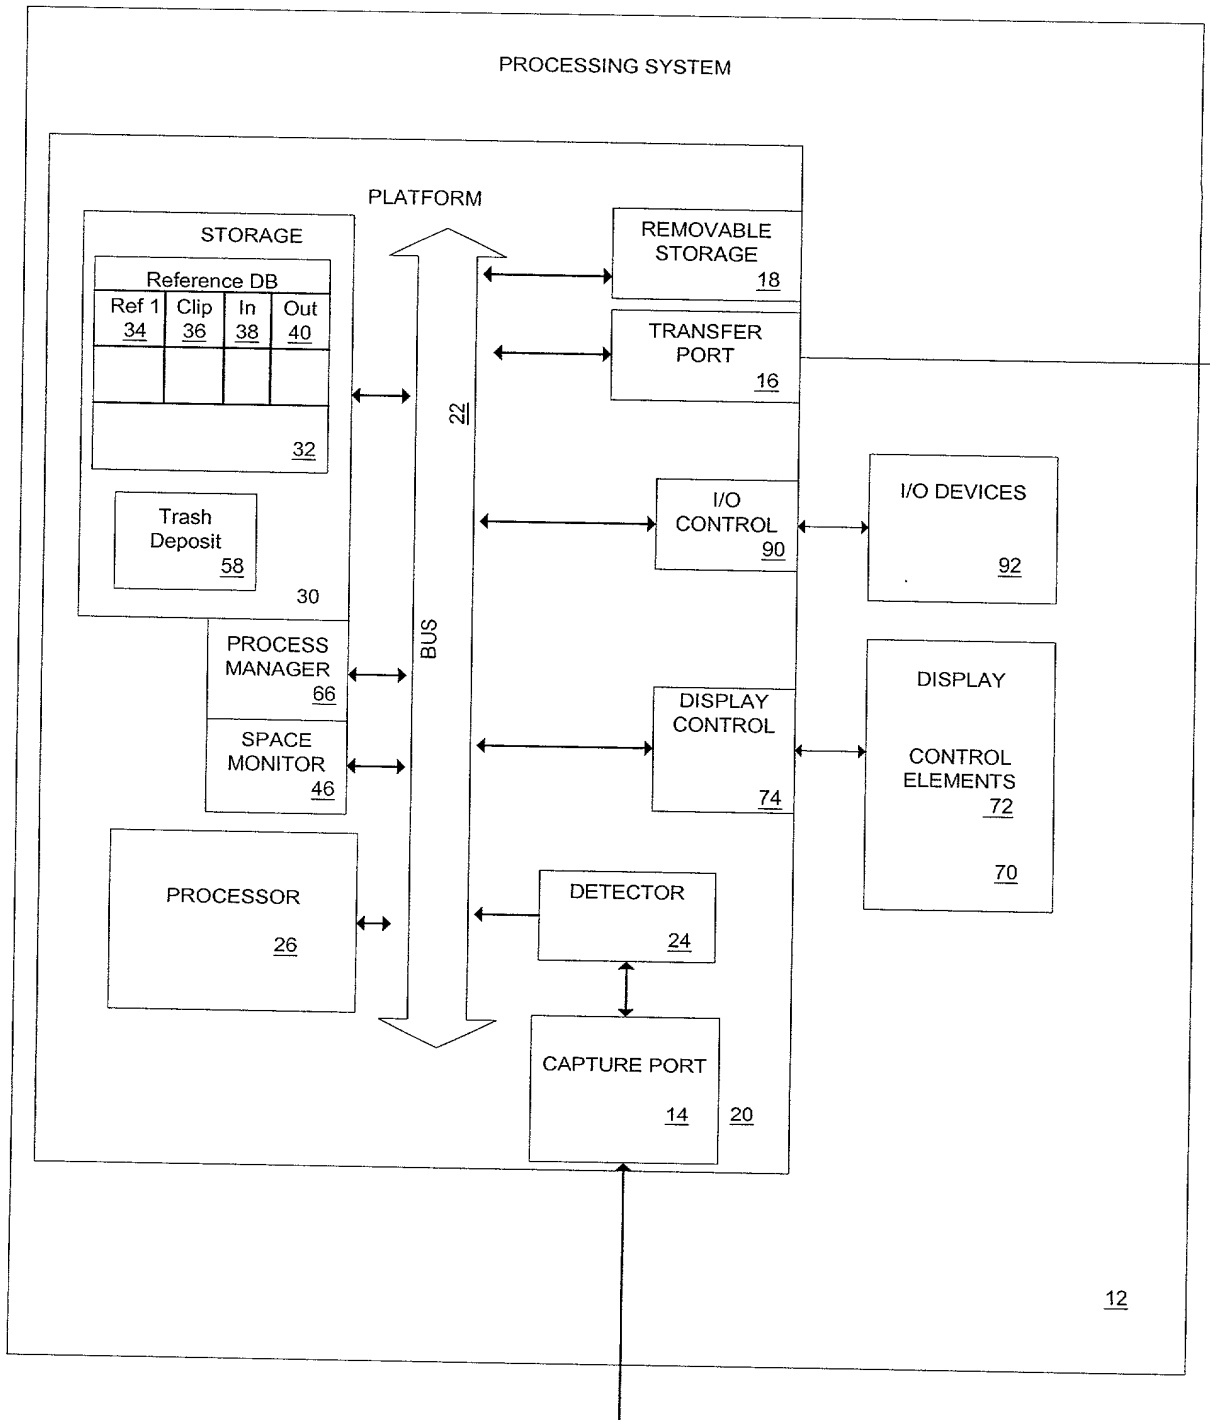 PROCESSING SYSTEM
PLATFORM
STORAGE
Reference DB
Ref 1 Clip In Out
34 36 38 40
32
Trash
Deposit
58
30
PROCESS
MANAGER
66
SPACE
MONITOR
46
PROCESSOR
26
BUS
22
REMOVABLE
STORAGE
18
TRANSFER
PORT
16
I/O
CONTROL
90
I/O DEVICES
92
DISPLAY
CONTROL
74
DISPLAY
CONTROL
ELEMENTS
72
70
DETECTOR
24
CAPTURE PORT
14
20
12